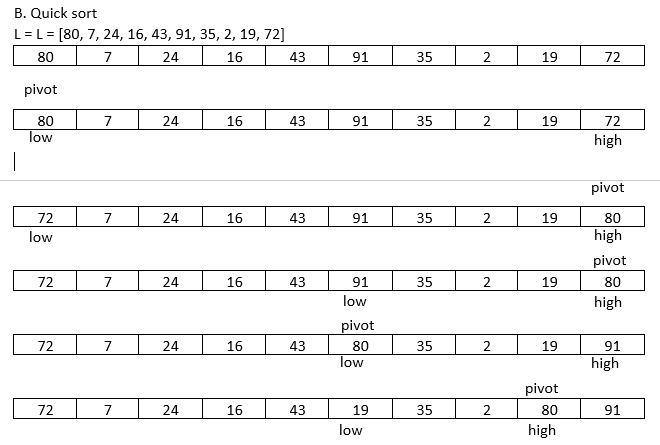 B. Quick sort
L = L = [80, 7, 24, 16, 43, 91, 35, 2, 19, 72]
80 7 24 16 43 91 35 2 19 72
pivot
80 7 24 16 43 91 35 2 19 72
low high
pivot
72 7 24 16 43 91 35 2 19 80
low high
pivot
72 7 24 16 43 91 35 2 19 80
low high
pivot
72 7 24 16 43 80 35 2 19 91
low high
pivot
72 7 24 16 43 19 35 2 80 91
low high